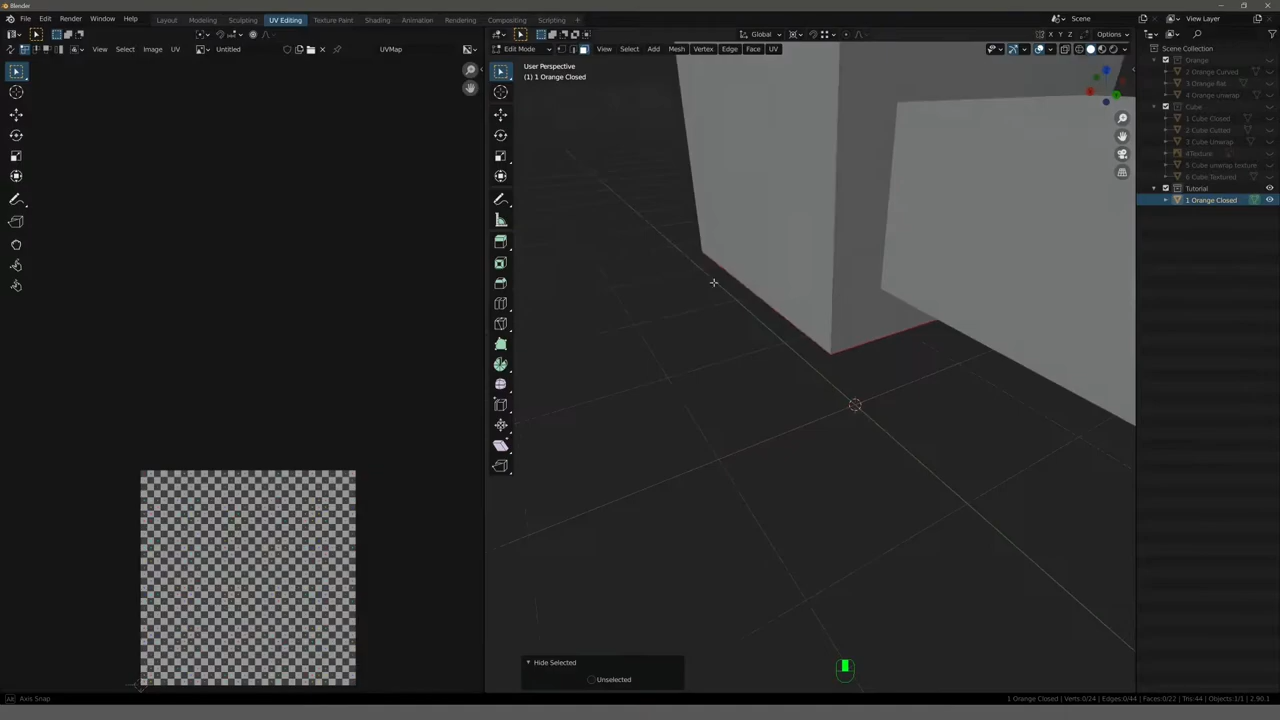 Blender
File Edit Render Window Help
Layout Modeling Sculpting UV Editing Texture Paint Shading Animation Rendering Compositing Scripting
Scene
View Layer
View Select Image UV
Untitled
UVMap
Edit Mode
View Select Add Mesh Vertex Edge Face UV
Global
X Y Z
Options
User Perspective
(1) 1 Orange Closed
Scene Collection
Orange
2 Orange Curved
3 Orange flat
4 Orange unwrap
Cube
1 Cube Closed
2 Cube Cutted
3 Cube Unwrap
4Texture
5 Cube unwrap texture
6 Cube Textured
Tutorial
1 Orange Closed
Hide Selected
Unselected
Axis Snap
1 Orange Closed | Verts:0/24 | Edges:0/44 | Faces:0/22 | Tris:44 | Objects:1/1 | 2.90.1